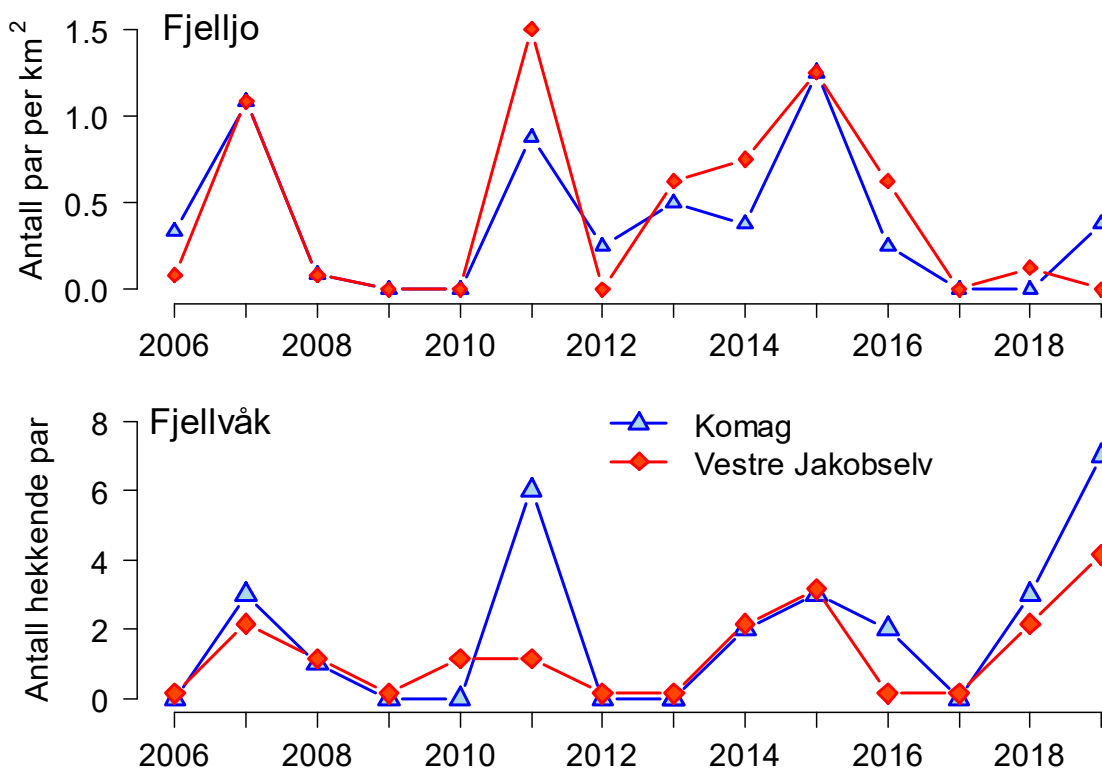 Fjelljo
Antall par per km²
1.5
1.0
0.5
0.0
2006 2008 2010 2012 2014 2016 2018
Fjellvåk
Antall hekkende par
8
6
4
2
0
Komag
Vestre Jakobselv
2006 2008 2010 2012 2014 2016 2018